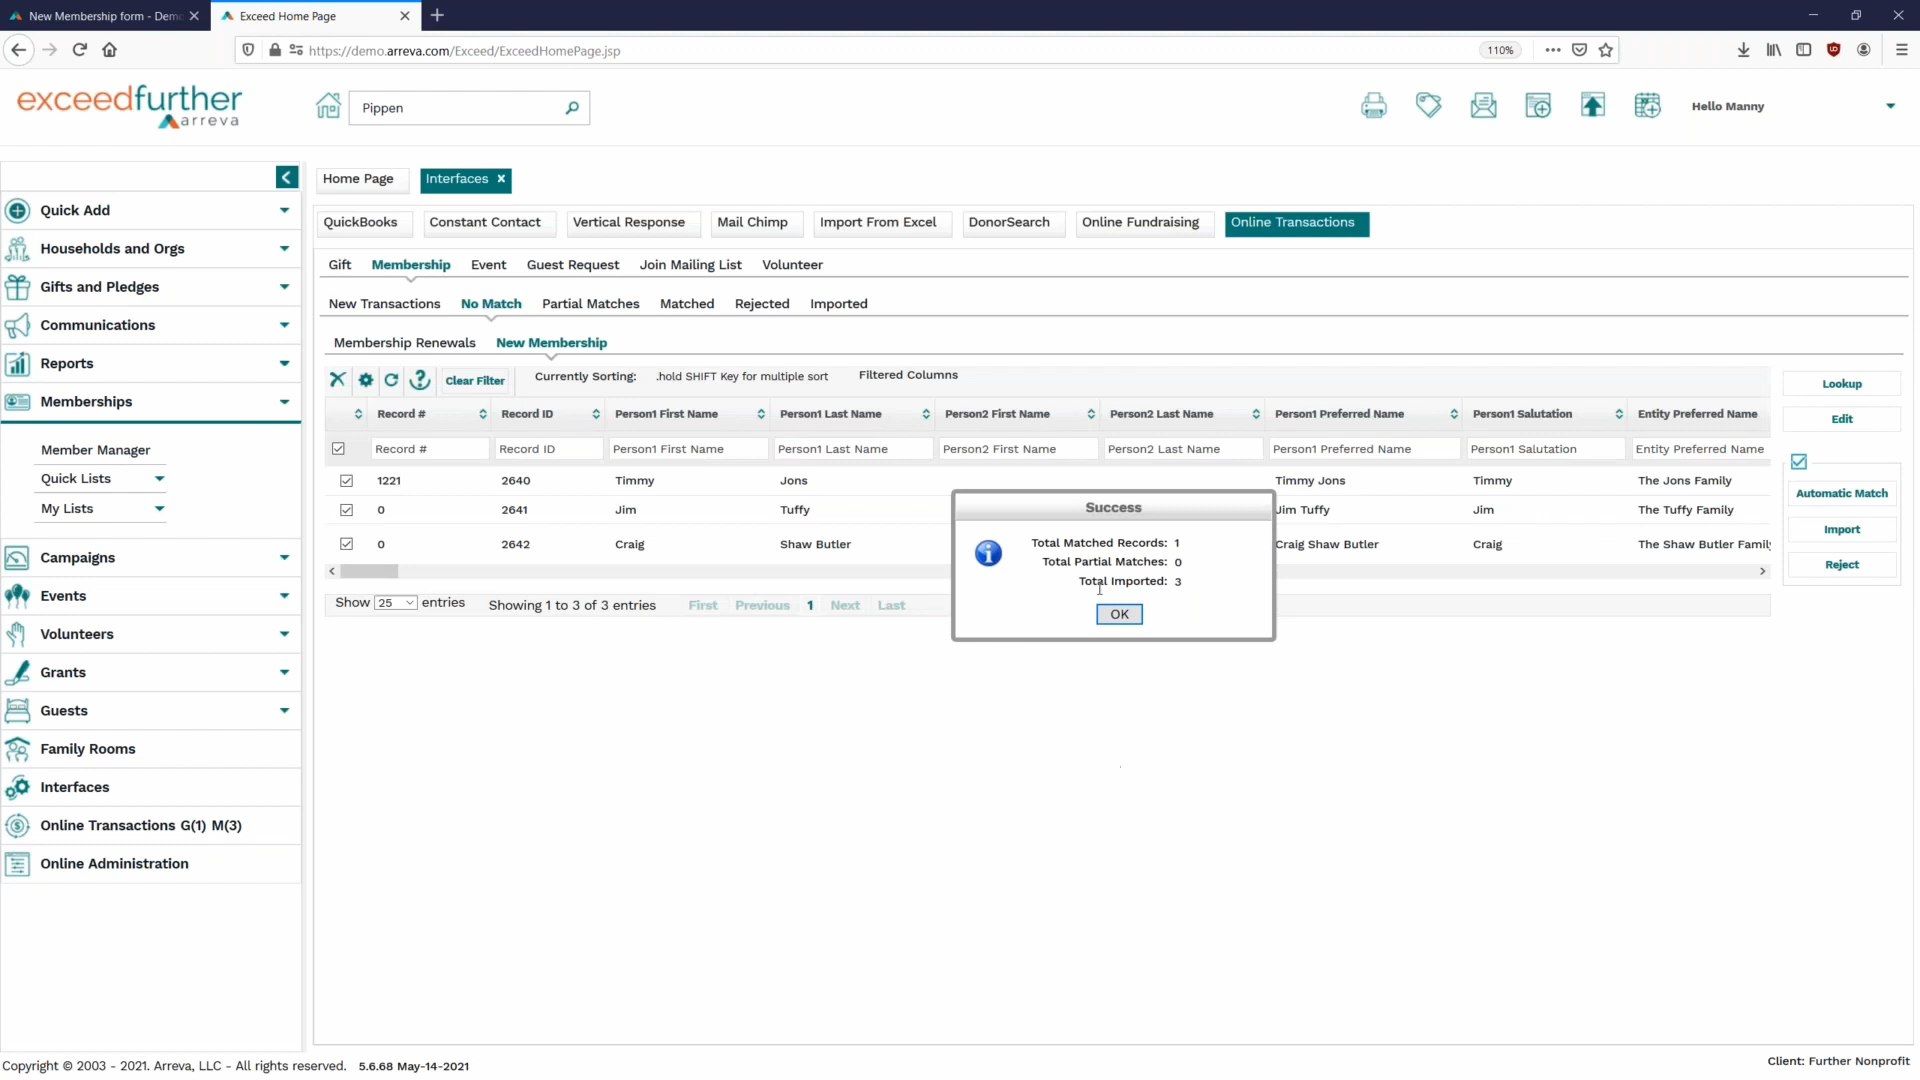 New Membership form - Demo
Exceed Home Page
https://demo.arreva.com/Exceed/ExceedHomePage.jsp
110%
exceedfurther
arreva
Pippen
Hello Manny
Home Page
Interfaces x
QuickBooks
Constant Contact
Vertical Response
Mail Chimp
Import From Excel
DonorSearch
Online Fundraising
Online Transactions
Gift
Membership
Event
Guest Request
Join Mailing List
Volunteer
New Transactions
No Match
Partial Matches
Matched
Rejected
Imported
Membership Renewals
New Membership
Clear Filter
Currently Sorting: .hold SHIFT Key for multiple sort
Filtered Columns
Record # Record ID Person1 First Name Person1 Last Name Person2 First Name Person2 Last Name Person1 Preferred Name Person1 Salutation Entity Preferred Name
Record # Record ID Person1 First Name Person1 Last Name Person2 First Name Person2 Last Name Person1 Preferred Name Person1 Salutation Entity Preferred Name
1221 2640 Timmy Jons Timmy Jons Timmy The Jons Family
0 2641 Jim Tuffy Jim Tuffy Jim The Tuffy Family
0 2642 Craig Shaw Butler Craig Shaw Butler Craig The Shaw Butler Family
Show 25 entries
Showing 1 to 3 of 3 entries
First Previous 1 Next Last
Success
Total Matched Records: 1
Total Partial Matches: 0
Total Imported: 3
OK
Lookup
Edit
Automatic Match
Import
Reject
Quick Add
Households and Orgs
Gifts and Pledges
Communications
Reports
Memberships
Member Manager
Quick Lists
My Lists
Campaigns
Events
Volunteers
Grants
Guests
Family Rooms
Interfaces
Online Transactions G(1) M(3)
Online Administration
Copyright © 2003 - 2021. Arreva, LLC - All rights reserved. 5.6.68 May-14-2021
Client: Further Nonprofit